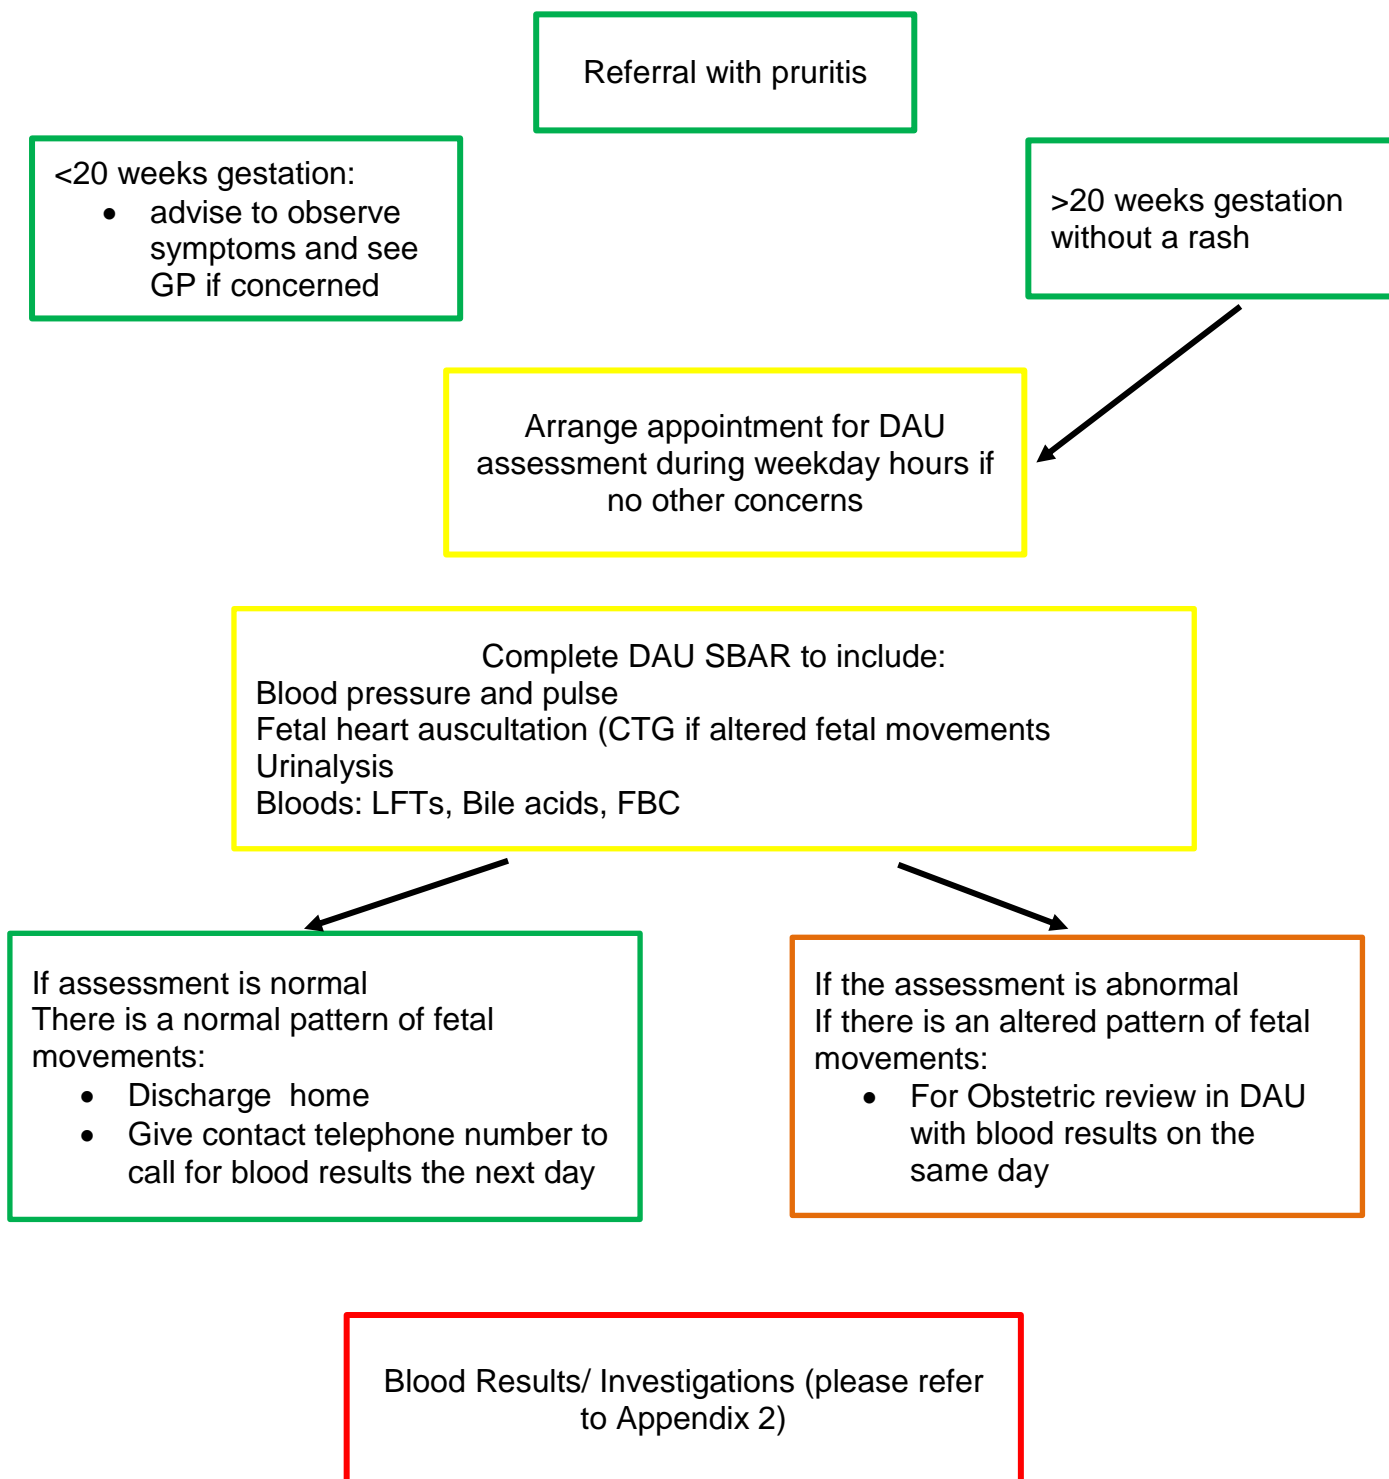 Referral with pruritis
<20 weeks gestation:
• advise to observe
symptoms and see
GP if concerned
>20 weeks gestation
without a rash
Arrange appointment for DAU
assessment during weekday hours if
no other concerns
Complete DAU SBAR to include:
Blood pressure and pulse
Fetal heart auscultation (CTG if altered fetal movements
Urinalysis
Bloods: LFTs, Bile acids, FBC
If assessment is normal
There is a normal pattern of fetal
movements:
• Discharge  home
• Give contact telephone number to
call for blood results the next day
If the assessment is abnormal
If there is an altered pattern of fetal
movements:
• For Obstetric review in DAU
with blood results on the
same day
Blood Results/ Investigations (please refer
to Appendix 2)